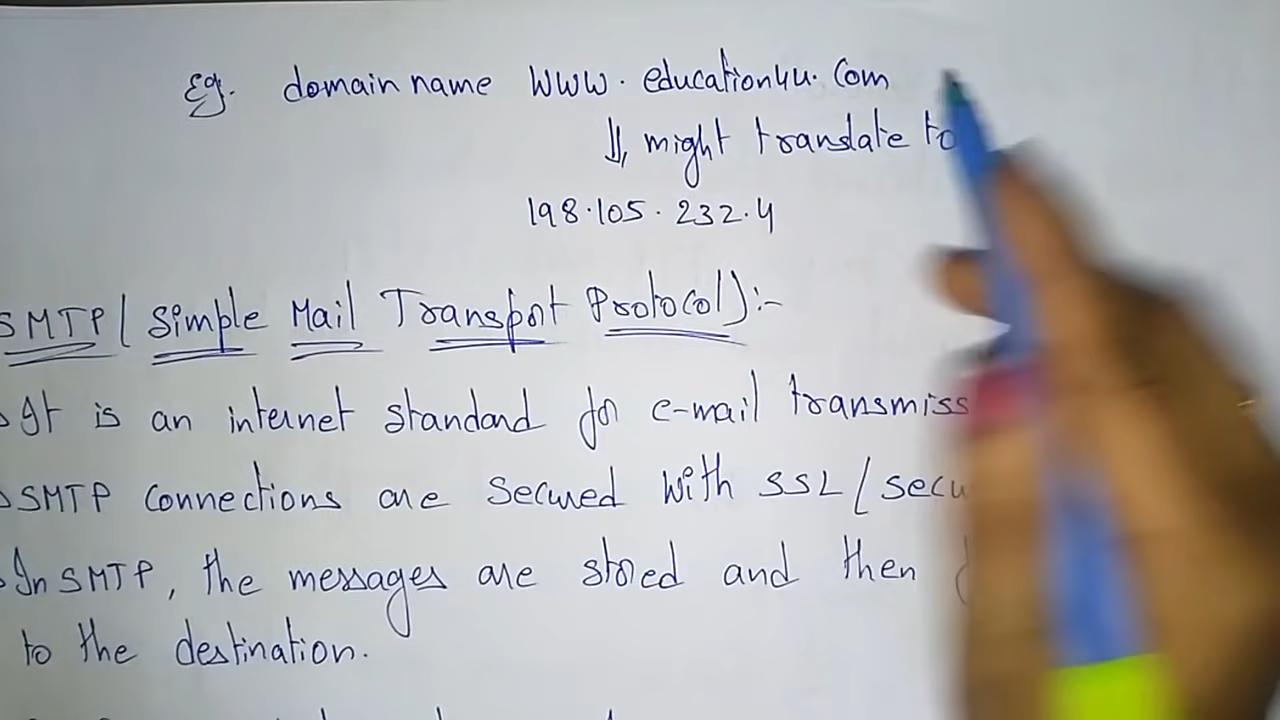 Eg. domain name www.education4u.com
⇓ might translate to
198.105.232.4
SMTP(Simple Mail Transport Protocol):-
It is an internet standard for e-mail
SMTP connections are secured with SSL/
In SMTP, the messages are stored and then
to the destination.